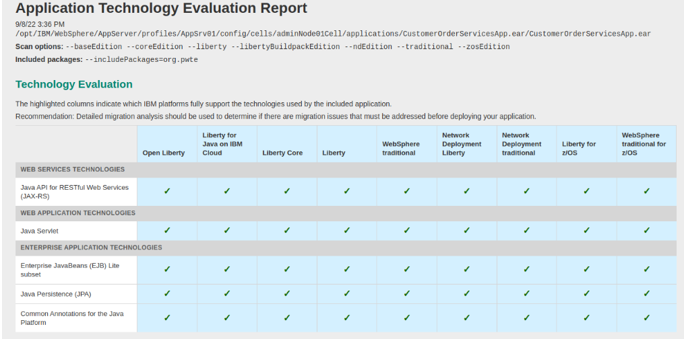 Application Technology Evaluation Report
9/8/22 3:36 PM
/opt/IBM/WebSphere/AppServer/profiles/AppSrv01/config/cells/adminNode01Cell/applications/CustomerOrderServicesApp.ear/CustomerOrderServicesApp.ear
Scan options: --baseEdition --coreEdition --liberty --libertyBuildpackEdition --ndEdition --traditional --zosEdition
Included packages: --includePackages=org.pwte
Technology Evaluation
The highlighted columns indicate which IBM platforms fully support the technologies used by the included application.
Recommendation: Detailed migration analysis should be used to determine if there are migration issues that must be addressed before deploying your application.
Open Liberty
Liberty for
Java on IBM
Cloud
Liberty Core
Liberty
WebSphere
traditional
Network
Deployment
Liberty
Network
Deployment
traditional
Liberty for
z/OS
WebSphere
traditional for
z/OS
WEB SERVICES TECHNOLOGIES
Java API for RESTful Web Services
(JAX-RS)
✓ ✓ ✓ ✓ ✓ ✓ ✓ ✓ ✓
WEB APPLICATION TECHNOLOGIES
Java Servlet
✓ ✓ ✓ ✓ ✓ ✓ ✓ ✓ ✓
ENTERPRISE APPLICATION TECHNOLOGIES
Enterprise JavaBeans (EJB) Lite
subset
✓ ✓ ✓ ✓ ✓ ✓ ✓ ✓ ✓
Java Persistence (JPA)
✓ ✓ ✓ ✓ ✓ ✓ ✓ ✓ ✓
Common Annotations for the Java
Platform
✓ ✓ ✓ ✓ ✓ ✓ ✓ ✓ ✓